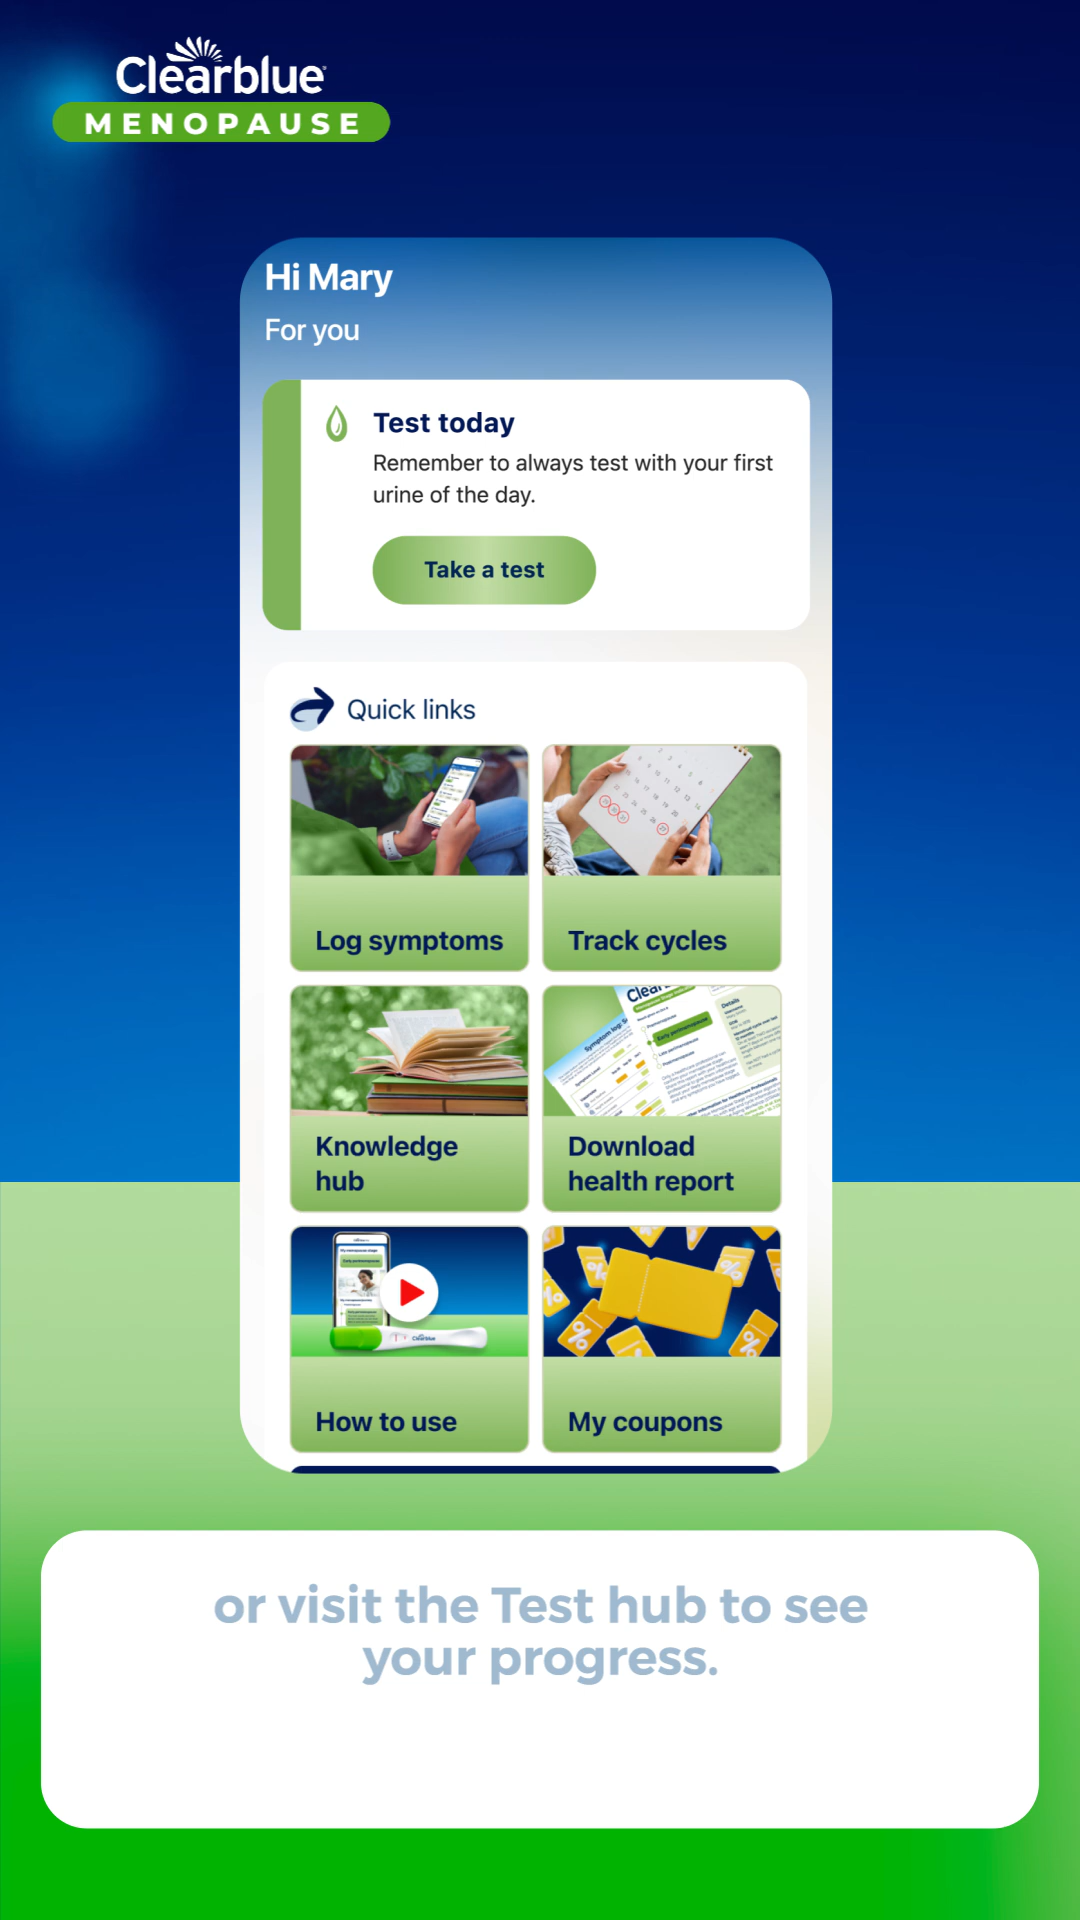 Clearblue
MENOPAUSE
Hi Mary
For you
Test today
Remember to always test with your first
urine of the day.
Take a test
Quick links
Log symptoms
Track cycles
Knowledge
hub
Download
health report
How to use
My coupons
or visit the Test hub to see
your progress.